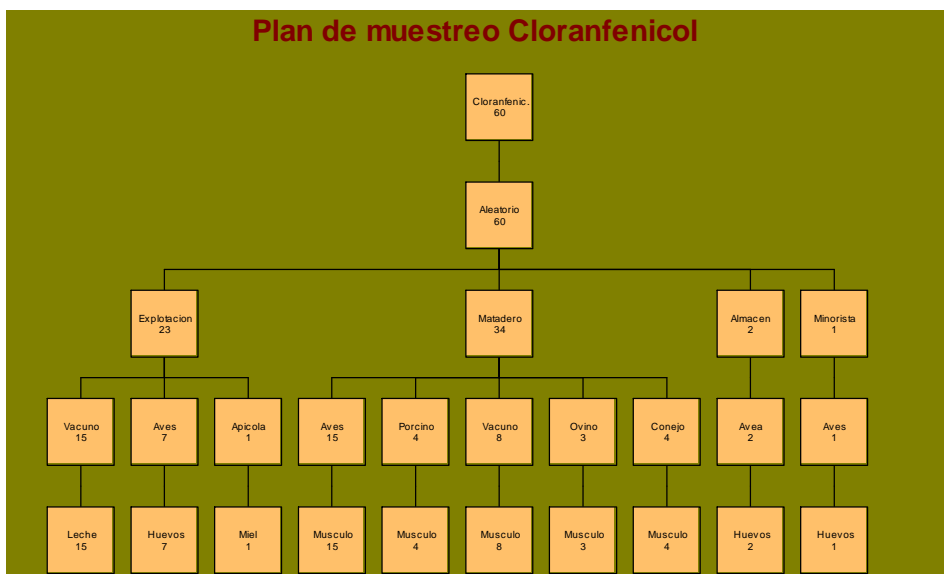 Plan de muestreo Cloranfenicol
Cloranfenic.
60
Aleatorio
60
Explotacion
23
Matadero
34
Almacen
2
Minorista
1
Vacuno
15
Aves
7
Apicola
1
Aves
15
Porcino
4
Vacuno
8
Ovino
3
Conejo
4
Avea
2
Aves
1
Leche
15
Huevos
7
Miel
1
Musculo
15
Musculo
4
Musculo
8
Musculo
3
Musculo
4
Huevos
2
Huevos
1